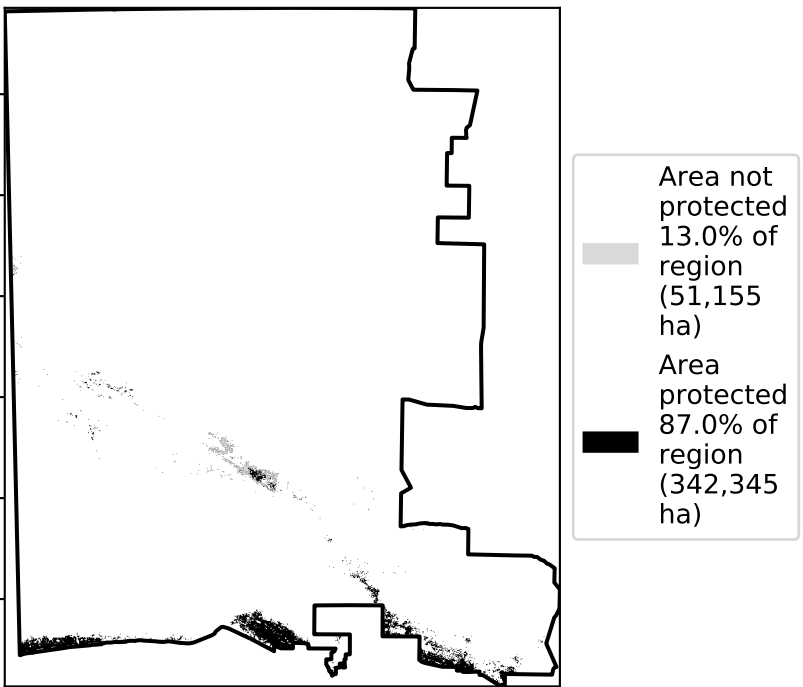 Area not
protected
13.0% of
region
(51,155
ha)
Area
protected
87.0% of
region
(342,345
ha)